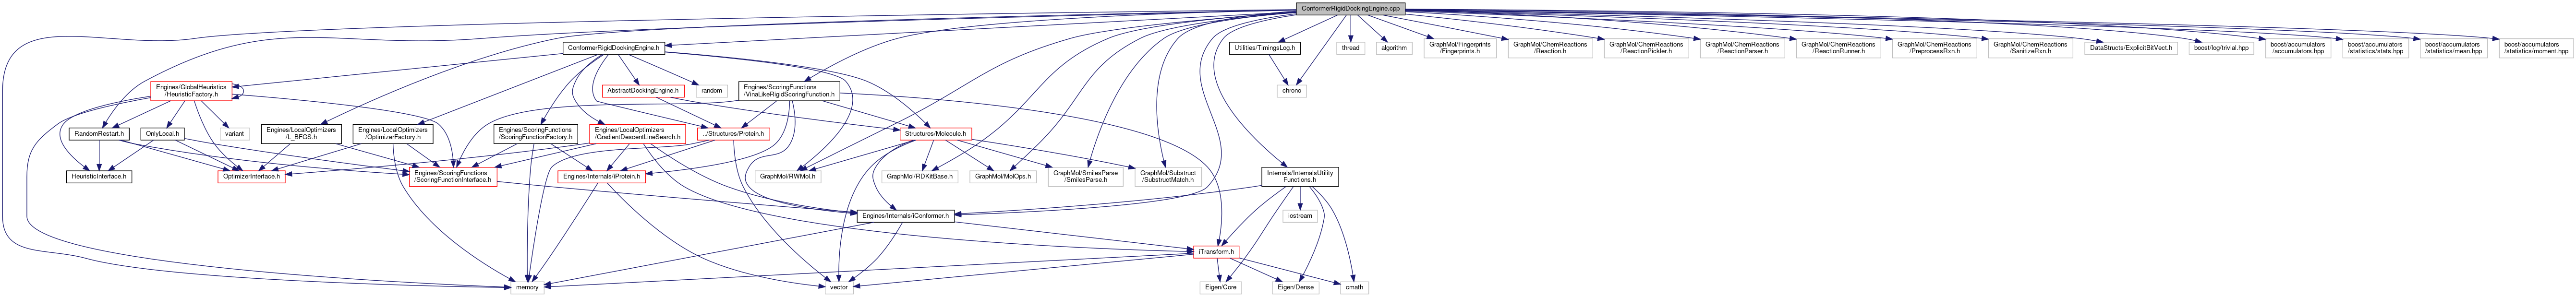 ConformerRigidDockingEngine.cpp
ConformerRigidDockingEngine.h
Utilities/TimingsLog.h
thread
algorithm
GraphMol/Fingerprints
/Fingerprints.h
GraphMol/ChemReactions
/Reaction.h
GraphMol/ChemReactions
/ReactionPickler.h
GraphMol/ChemReactions
/ReactionParser.h
GraphMol/ChemReactions
/ReactionRunner.h
GraphMol/ChemReactions
/PreprocessRxn.h
GraphMol/ChemReactions
/SanitizeRxn.h
DataStructs/ExplicitBitVect.h
boost/log/trivial.hpp
boost/accumulators
/accumulators.hpp
boost/accumulators
/statistics/stats.hpp
boost/accumulators
/statistics/mean.hpp
boost/accumulators
/statistics/moment.hpp
Engines/GlobalHeuristics
/HeuristicFactory.h
AbstractDockingEngine.h
random
Engines/ScoringFunctions
/VinaLikeRigidScoringFunction.h
chrono
RandomRestart.h
OnlyLocal.h
variant
Engines/LocalOptimizers
/L_BFGS.h
Engines/LocalOptimizers
/OptimizerFactory.h
Engines/ScoringFunctions
/ScoringFunctionFactory.h
Engines/LocalOptimizers
/GradientDescentLineSearch.h
../Structures/Protein.h
Structures/Molecule.h
HeuristicInterface.h
OptimizerInterface.h
Engines/ScoringFunctions
/ScoringFunctionInterface.h
Engines/Internals/iProtein.h
GraphMol/RWMol.h
GraphMol/RDKitBase.h
GraphMol/MolOps.h
GraphMol/SmilesParse
/SmilesParse.h
GraphMol/Substruct
/SubstructMatch.h
Internals/InternalsUtility
Functions.h
Engines/Internals/iConformer.h
iostream
iTransform.h
memory
vector
Eigen/Core
Eigen/Dense
cmath